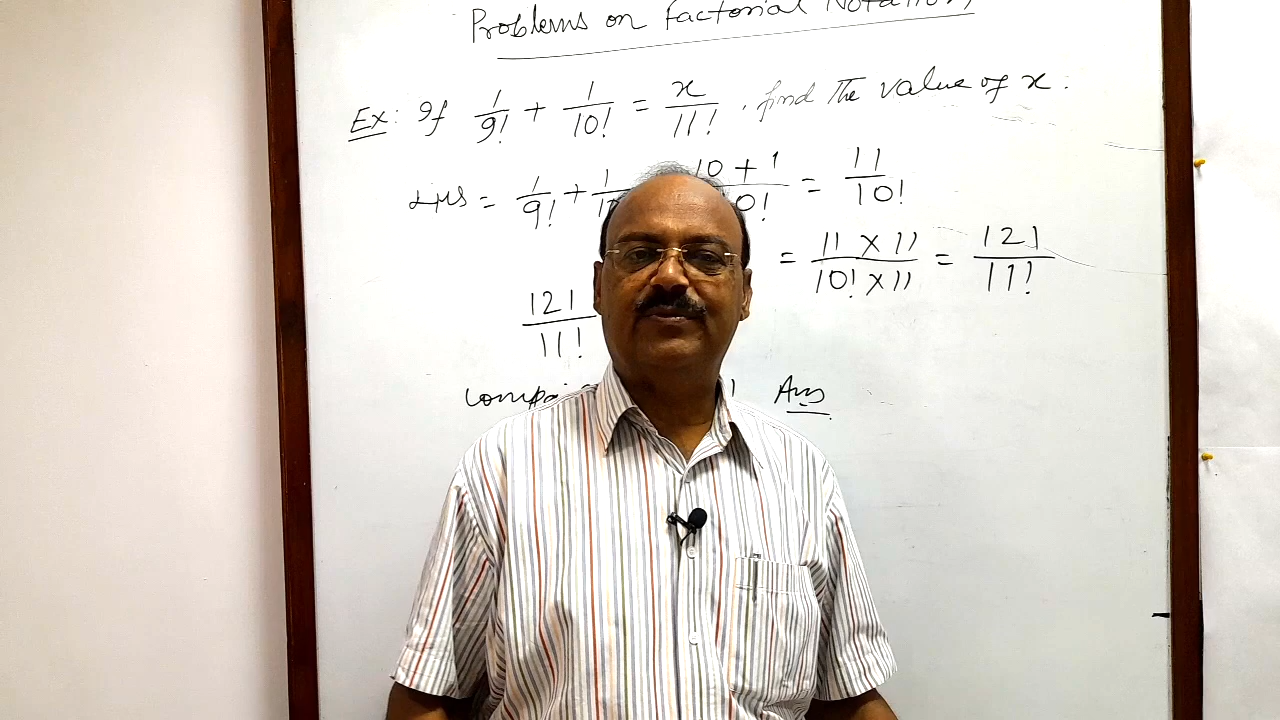 Problems on Factorial Notation
Ex: If 1/9! + 1/10! = x/11! . find the value of x.
LHS = 1/9! + 1/ 10 + 1/0! = 11/10!
= 11 x 11/10! x 11 = 121/11!
121/11!
Ans